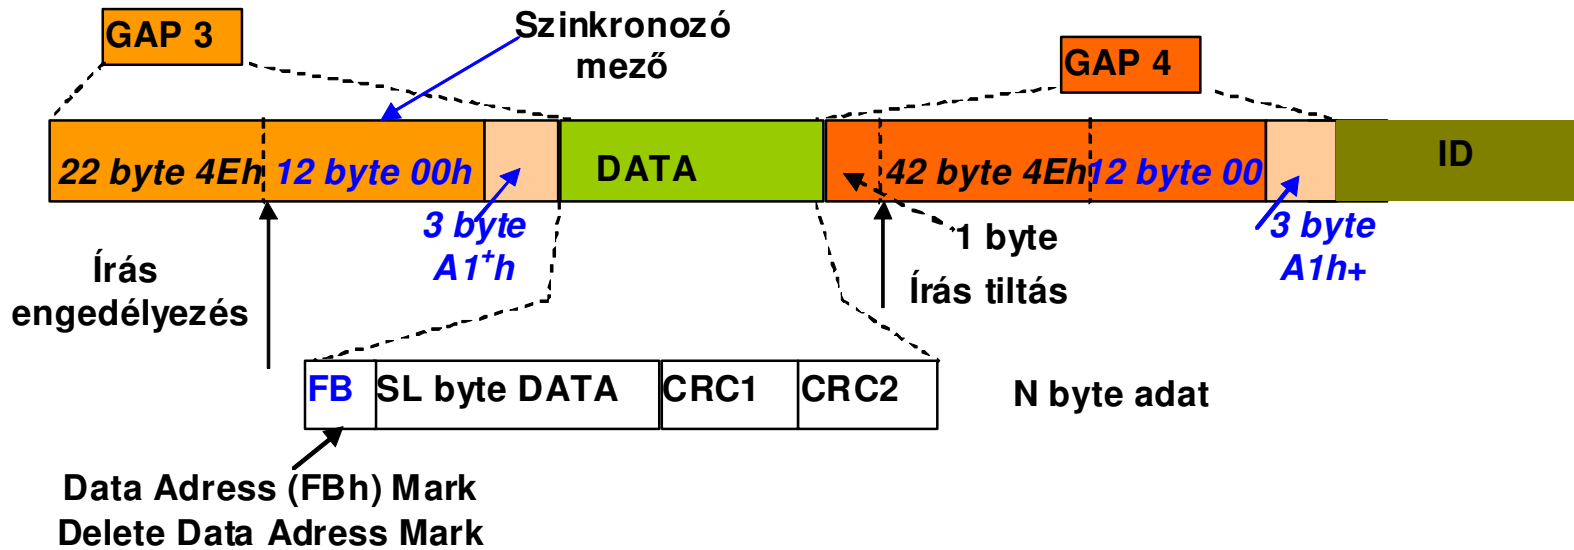 GAP 3
Szinkronozó
mező
GAP 4
22 byte 4Eh
12 byte 00h
DATA
42 byte 4Eh
12 byte 00
ID
3 byte
A1⁺h
1 byte
3 byte
A1h+
Írás
engedélyezés
Írás tiltás
FB
SL byte DATA
CRC1
CRC2
N byte adat
Data Adress (FBh) Mark
Delete Data Adress Mark